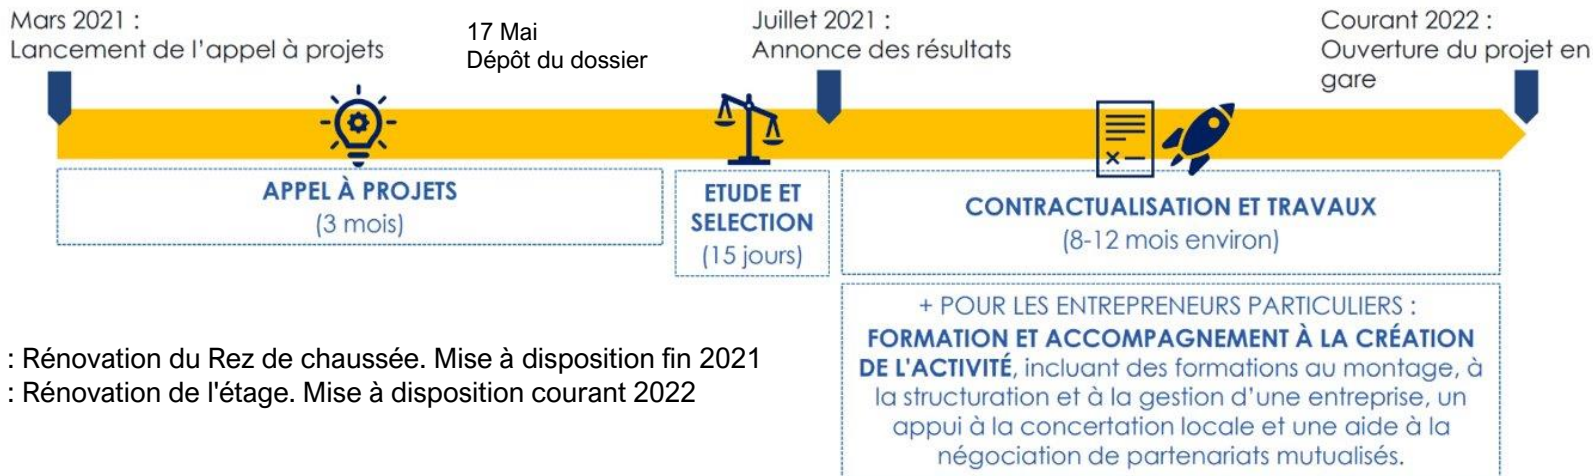 Mars 2021 :
Lancement de l'appel à projets
17 Mai
Dépôt du dossier
Juillet 2021 :
Annonce des résultats
Courant 2022 :
Ouverture du projet en
gare
APPEL À PROJETS
(3 mois)
ETUDE ET
SELECTION
(15 jours)
CONTRACTUALISATION ET TRAVAUX
(8-12 mois environ)
+ POUR LES ENTREPRENEURS PARTICULIERS :
FORMATION ET ACCOMPAGNEMENT À LA CRÉATION
DE L'ACTIVITÉ, incluant des formations au montage, à
la structuration et à la gestion d'une entreprise, un
appui à la concertation locale et une aide à la
négociation de partenariats mutualisés.
: Rénovation du Rez de chaussée. Mise à disposition fin 2021
: Rénovation de l'étage. Mise à disposition courant 2022